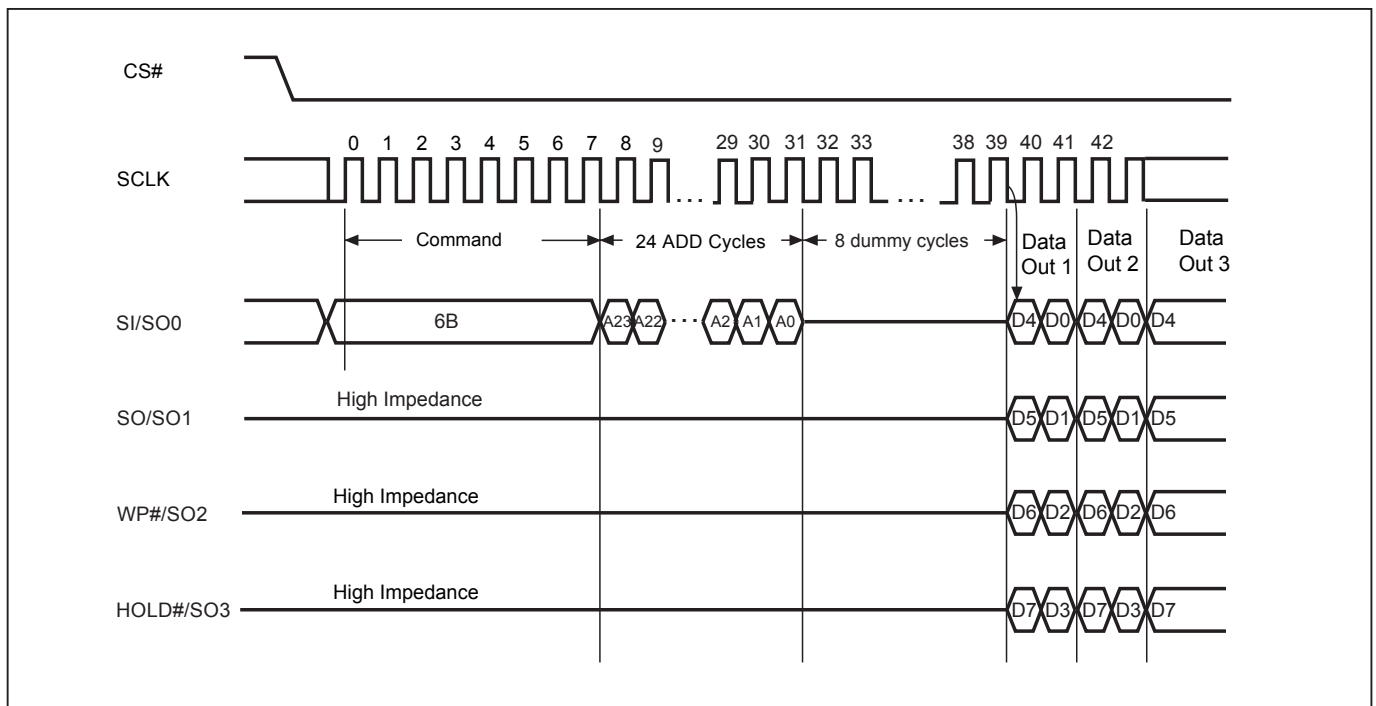 CS#
0 1 2 3 4 5 6 7 8 9 29 30 31 32 33 38 39 40 41 42
SCLK
. . . . . .
Command 24 ADD Cycles 8 dummy cycles Data Out 1 Data Out 2 Data Out 3
SI/SO0 6B A23 A22 . . . A2 A1 A0 D4 D0 D4 D0 D4
High Impedance
SO/SO1 D5 D1 D5 D1 D5
High Impedance
WP#/SO2 D6 D2 D6 D2 D6
High Impedance
HOLD#/SO3 D7 D3 D7 D3 D7